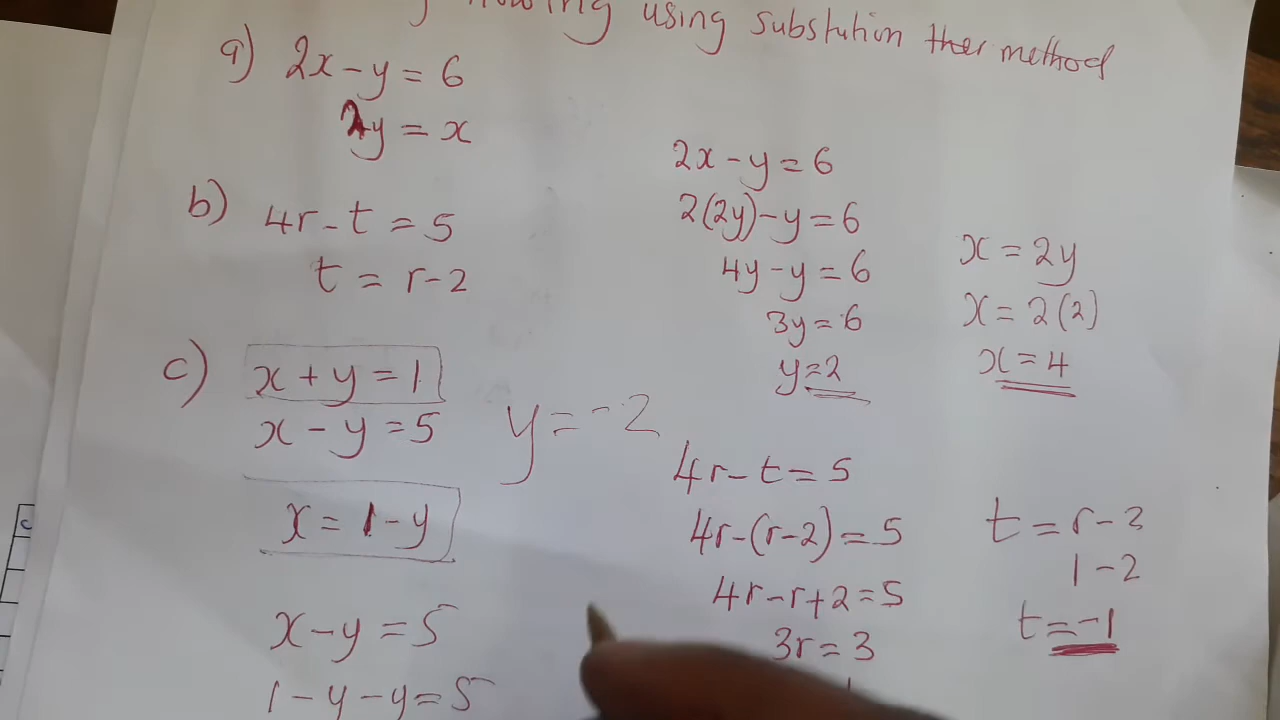 using substution ther method
a) 2x - y = 6
2y = x
b) 4r - t = 5
t = r - 2
c) x + y = 1
x - y = 5
x = 1 - y
x - y = 5
1 - y - y = 5
y = -2
2x - y = 6
2(2y) - y = 6
4y - y = 6
3y = 6
y = 2
x = 2y
x = 2(2)
x = 4
4r - t = 5
4r - (r - 2) = 5
4r - r + 2 = 5
3r = 3
t = r - 2
1 - 2
t = -1